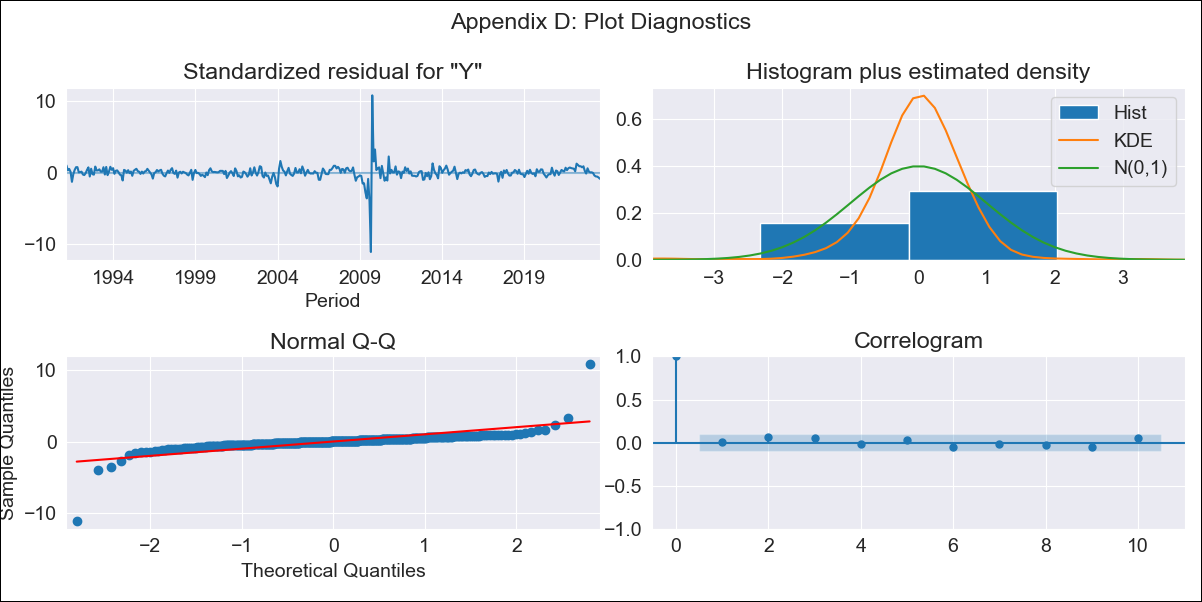 Appendix D: Plot Diagnostics
Standardized residual for "Y"
10
0
−10
1994 1999 2004 2009 2014 2019
Period
Histogram plus estimated density
0.6
0.4
0.2
0.0
Hist
KDE
N(0,1)
−3 −2 −1 0 1 2 3
Normal Q-Q
Sample Quantiles
10
0
−10
−2 −1 0 1 2
Theoretical Quantiles
Correlogram
1.0
0.5
0.0
−0.5
−1.0
0 2 4 6 8 10